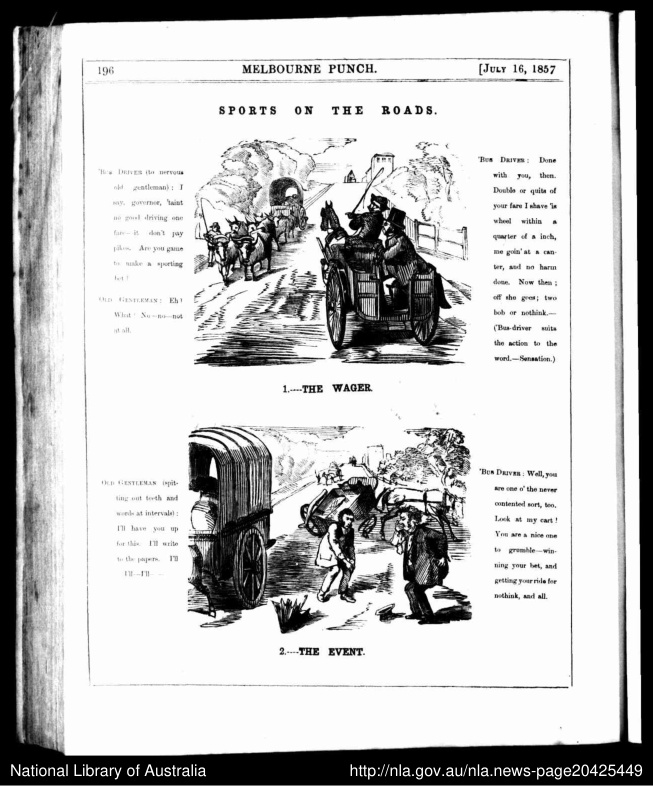 196
MELBOURNE PUNCH.
[JULY 16, 1857
SPORTS ON THE ROADS.
'BUS DRIVER (to nervous
old gentleman): I
say, governor, 'taint
no good driving one
fare—it don't pay
pikes. Are you game
to make a sporting
bet?
OLD GENTLEMAN: Eh?
What? No—no—not
at all.
'BUS DRIVER: Done
with you, then.
Double or quits of
your fare I shave 'is
wheel within a
quarter of a inch,
me goin' at a can-
ter, and no harm
done. Now then;
off she goes; two
bob or nothink.—
('Bus-driver suits
the action to the
word.—Sensation.)
1.—THE WAGER.
OLD GENTLEMAN (spit-
ting out teeth and
words at intervals):
I'll have you up
for this. I'll write
to the papers. I'll
I'll—I'll—
'BUS DRIVER: Well, you
are one o' the never
contented sort, too.
Look at my cart!
You are a nice one
to grumble—win-
ning your bet, and
getting your ride for
nothink, and all.
2.—THE EVENT.
National Library of Australia
http://nla.gov.au/nla.news-page20425449